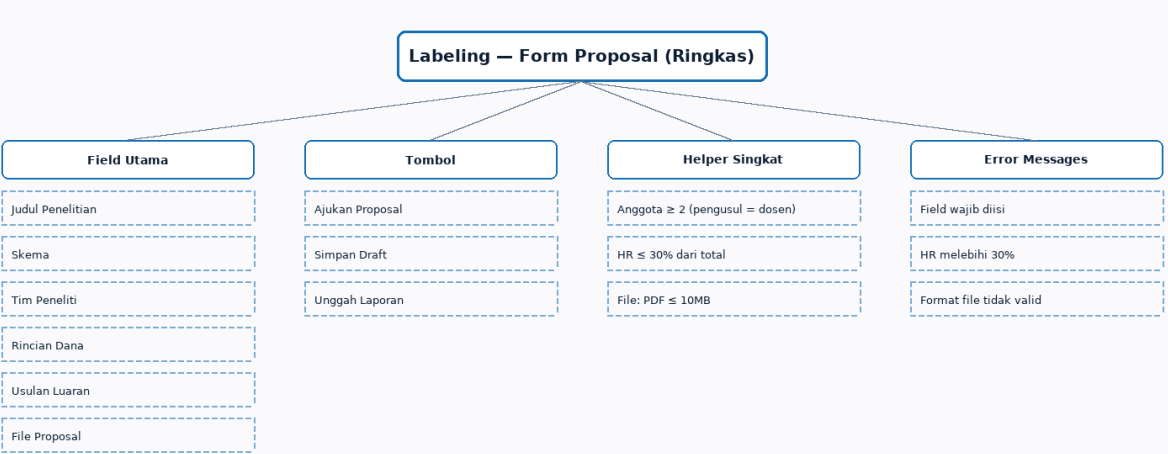 Labeling — Form Proposal (Ringkas)
Field Utama
Judul Penelitian
Skema
Tim Peneliti
Rincian Dana
Usulan Luaran
File Proposal
Tombol
Ajukan Proposal
Simpan Draft
Unggah Laporan
Helper Singkat
Anggota ≥ 2 (pengusul = dosen)
HR ≤ 30% dari total
File: PDF ≤ 10MB
Error Messages
Field wajib diisi
HR melebihi 30%
Format file tidak valid